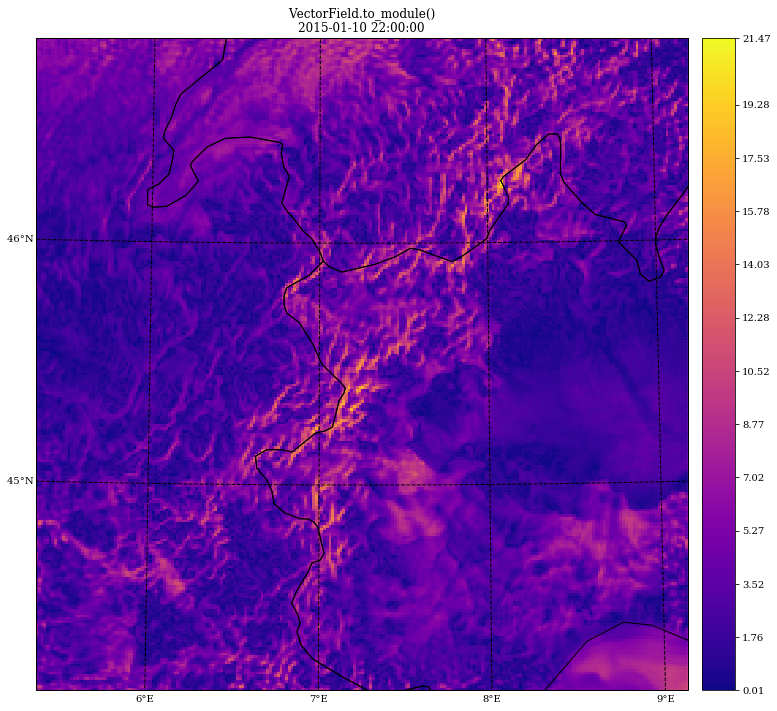 VectorField.to_module()
2015-01-10 22:00:00
21.47
19.28
17.53
15.78
14.03
12.28
10.52
8.77
7.02
5.27
3.52
1.76
0.01
46°N
45°N
6°E
7°E
8°E
9°E